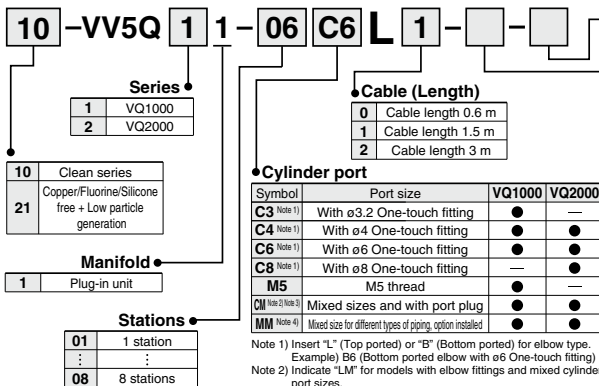 10 –VV5Q 1 1 – 06 C6 L 1 – –
Series
1 VQ1000
2 VQ2000
10 Clean series
21 Copper/Fluorine/Silicone free + Low particle generation
Manifold
1 Plug-in unit
Stations
01 1 station
⋮ ⋮
08 8 stations
Cable (Length)
0 Cable length 0.6 m
1 Cable length 1.5 m
2 Cable length 3 m
Cylinder port
Symbol Port size VQ1000 VQ2000
C3 Note 1) With ø3.2 One-touch fitting ● —
C4 Note 1) With ø4 One-touch fitting ● ●
C6 Note 1) With ø6 One-touch fitting ● ●
C8 Note 1) With ø8 One-touch fitting — ●
M5 M5 thread ● —
CM Note 2) Note 3) Mixed sizes and with port plug ● ●
MM Note 4) Mixed size for different types of piping, option installed ● ●
Note 1) Insert "L" (Top ported) or "B" (Bottom ported) for elbow type.
Example) B6 (Bottom ported elbow with ø6 One-touch fitting)
Note 2) Indicate "LM" for models with elbow fittings and mixed cylinder
port sizes.